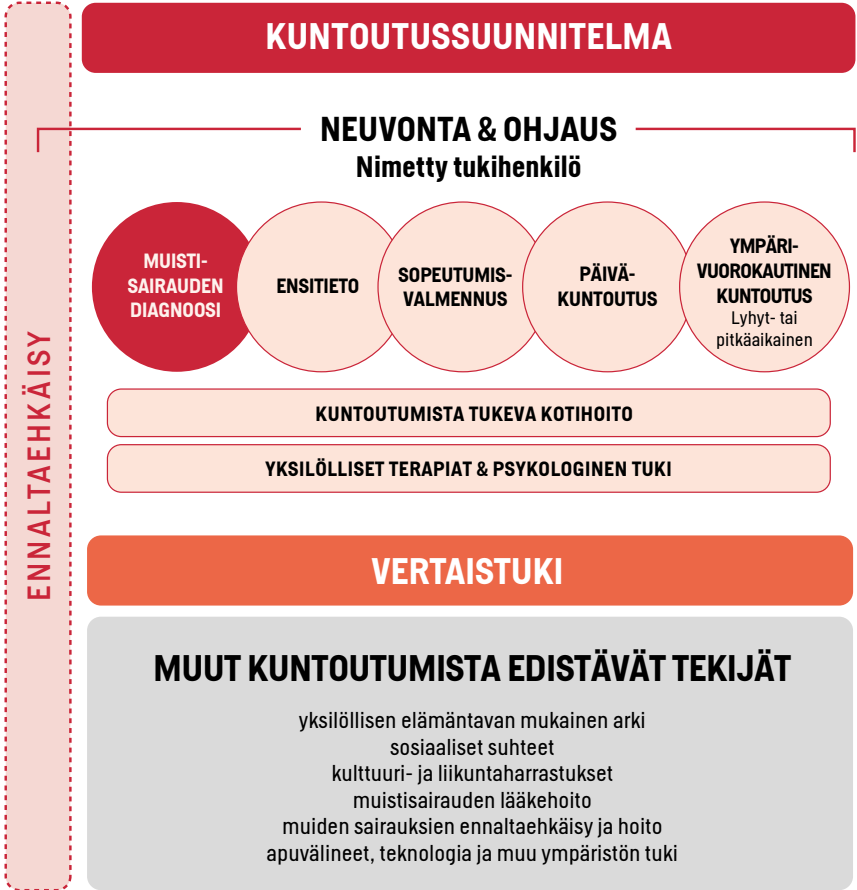 ENNALTAEHKÄISY
KUNTOUTUSSUUNNITELMA
NEUVONTA & OHJAUS
Nimetty tukihenkilö
MUISTI-
SAIRAUDEN
DIAGNOOSI
ENSITIETO
SOPEUTUMIS-
VALMENNUS
PÄIVÄ-
KUNTOUTUS
YMPÄRI-
VUOROKAUTINEN
KUNTOUTUS
Lyhyt- tai
pitkäaikainen
KUNTOUTUMISTA TUKEVA KOTIHOITO
YKSILÖLLISET TERAPIAT & PSYKOLOGINEN TUKI
VERTAISTUKI
MUUT KUNTOUTUMISTA EDISTÄVÄT TEKIJÄT
yksilöllisen elämäntavan mukainen arki
sosiaaliset suhteet
kulttuuri- ja liikuntaharrastukset
muistisairauden lääkehoito
muiden sairauksien ennaltaehkäisy ja hoito
apuvälineet, teknologia ja muu ympäristön tuki